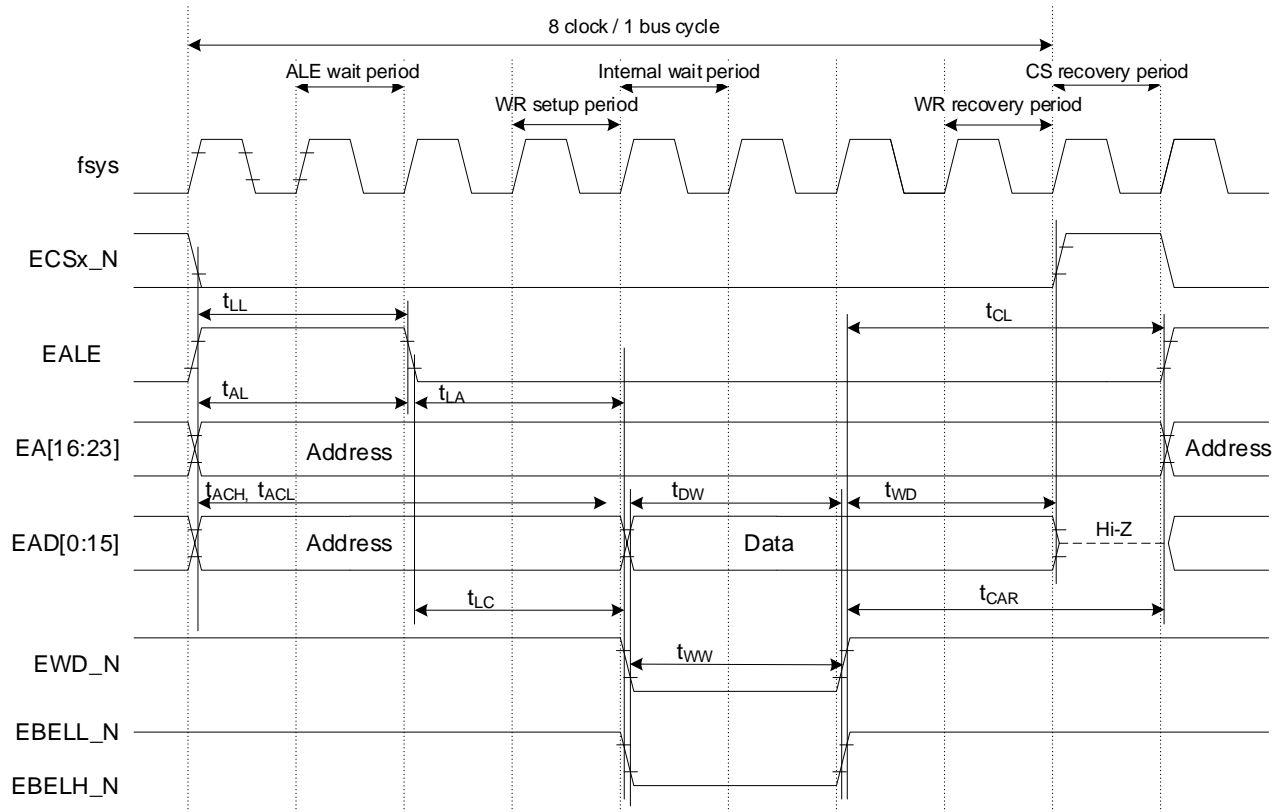 8 clock / 1 bus cycle
ALE wait period
Internal wait period
CS recovery period
WR setup period
WR recovery period
fsys
ECSx_N
tLL
tCL
EALE
tAL
tLA
EA[16:23]
Address
Address
tACH, tACL
tDW
tWD
EAD[0:15]
Address
Data
Hi-Z
tLC
tCAR
EWD_N
tWW
EBELL_N
EBELH_N